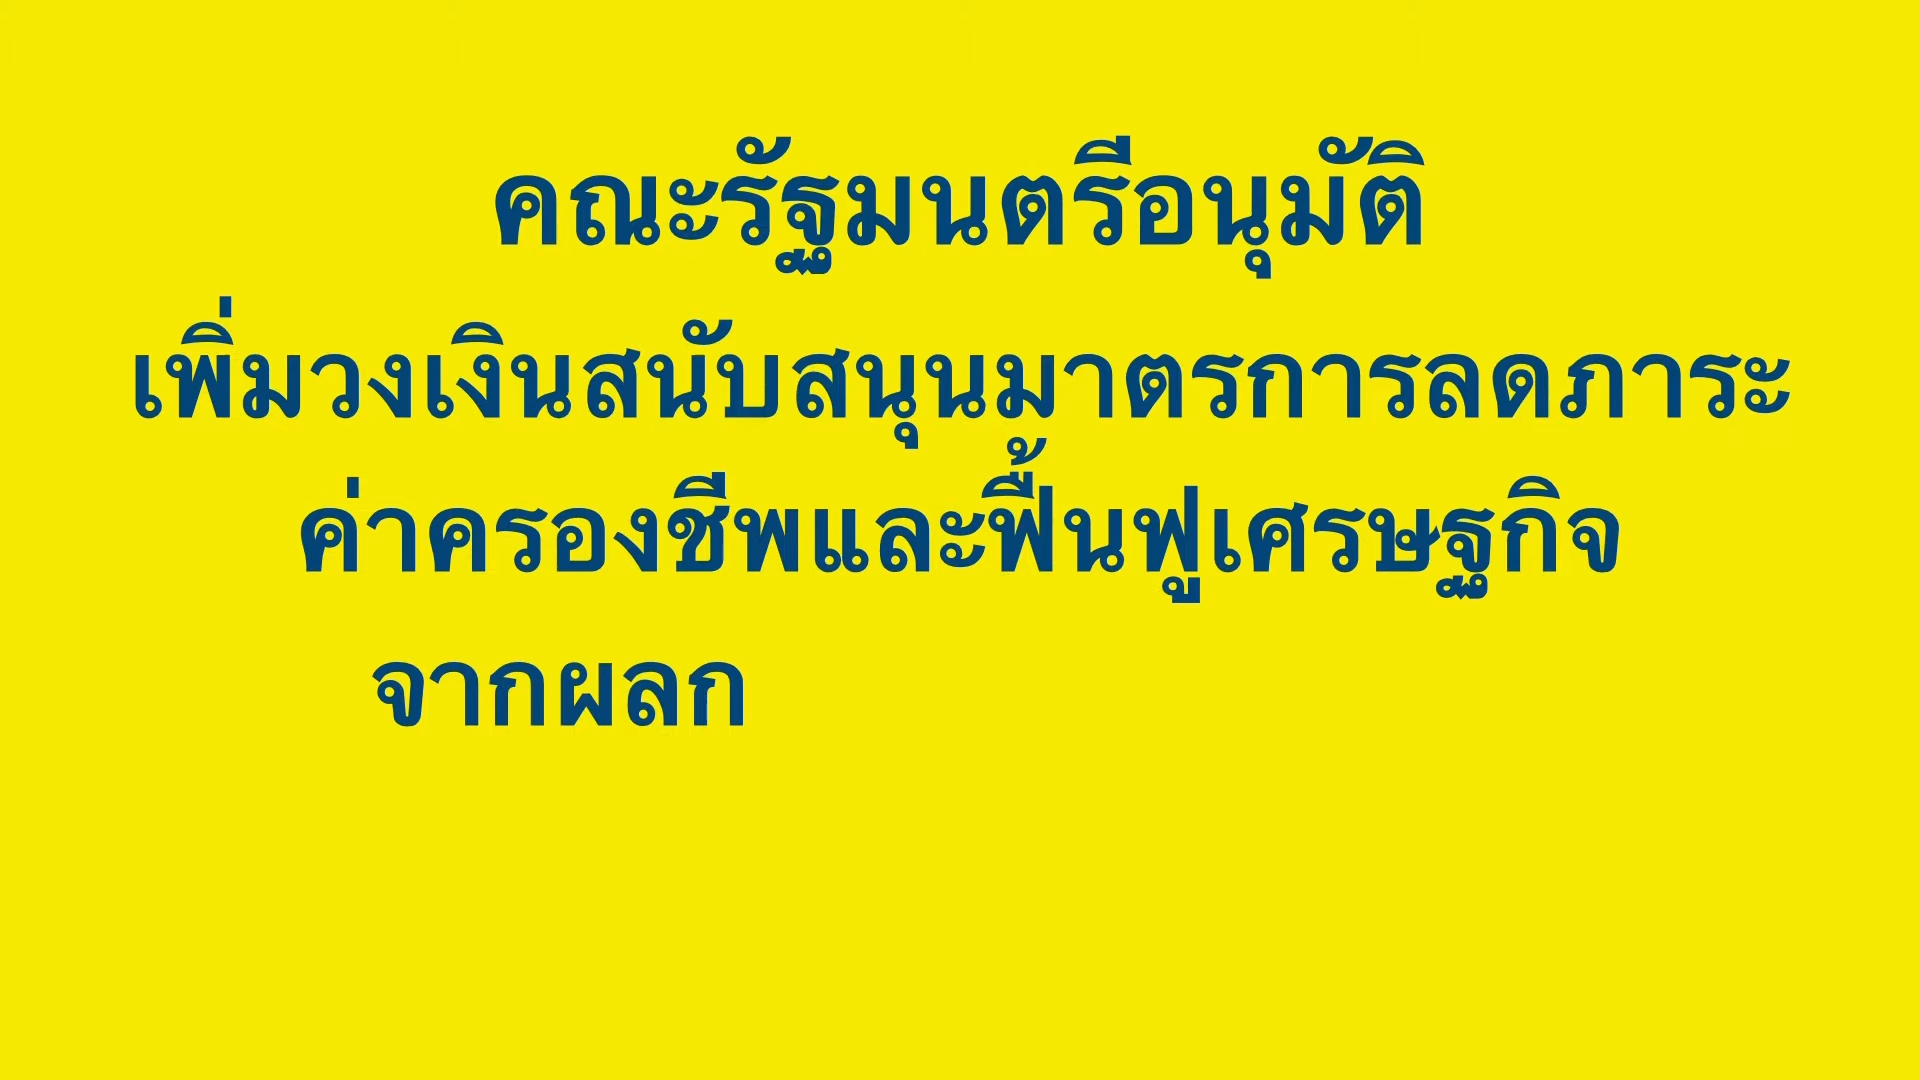 คณะรัฐมนตรีอนุมัติ
เพิ่มวงเงินสนับสนุนมาตรการลดภาระ
ค่าครองชีพและฟื้นฟูเศรษฐกิจ
จากผลก